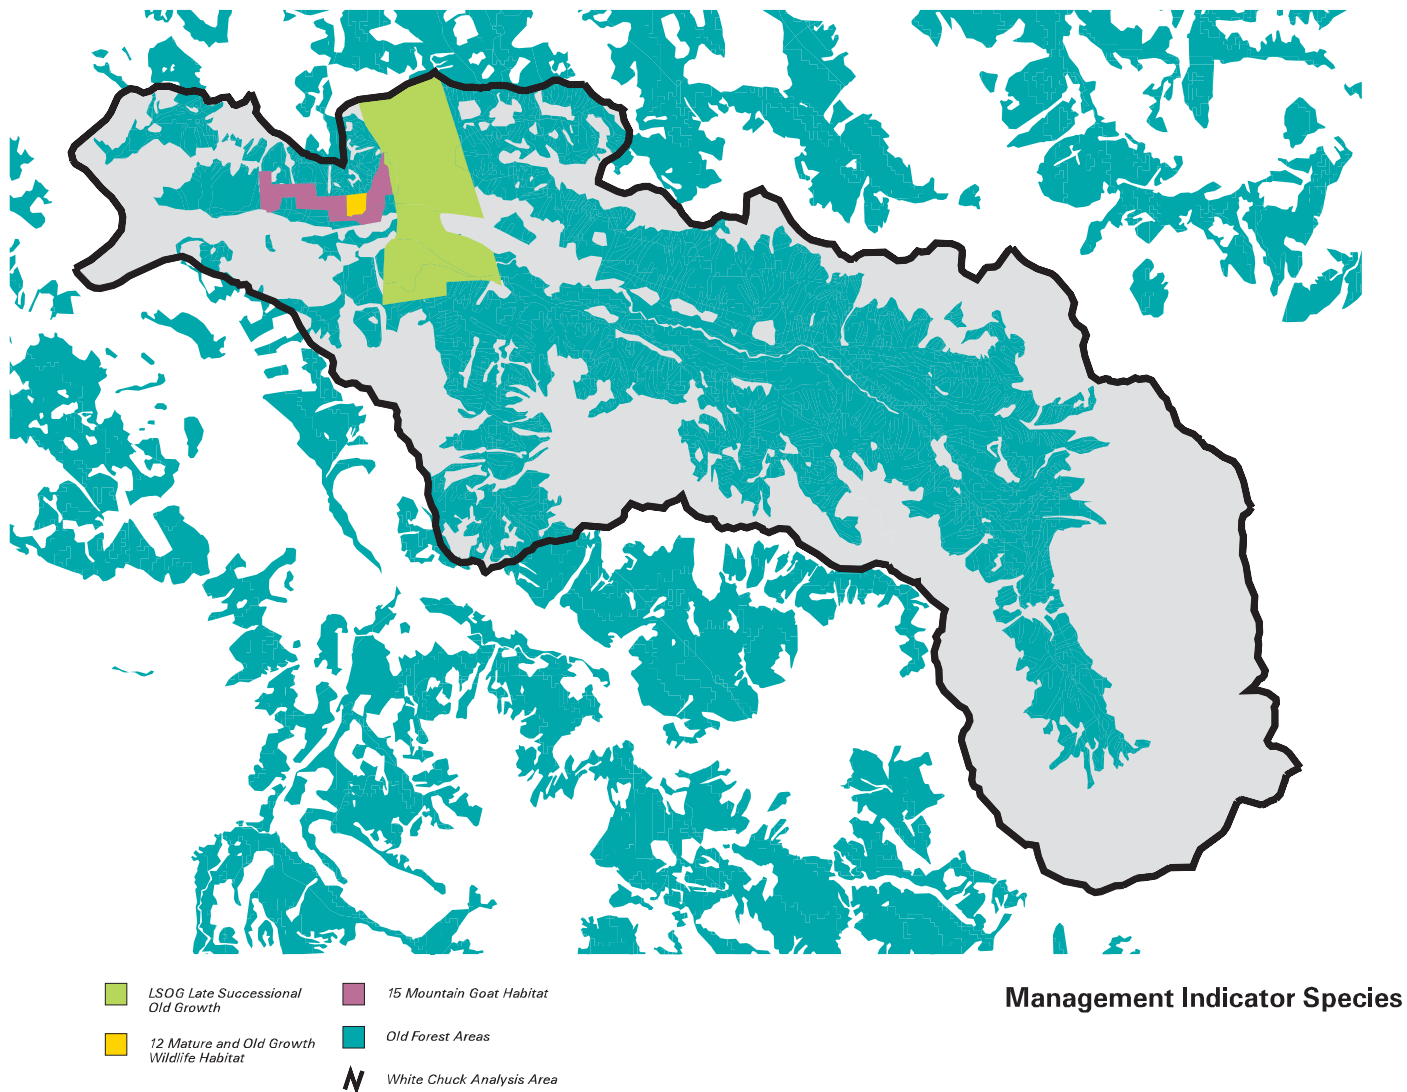 LSOG Late Successional
Old Growth
15 Mountain Goat Habitat
Management Indicator Species
12 Mature and Old Growth
Wildlife Habitat
Old Forest Areas
White Chuck Analysis Area